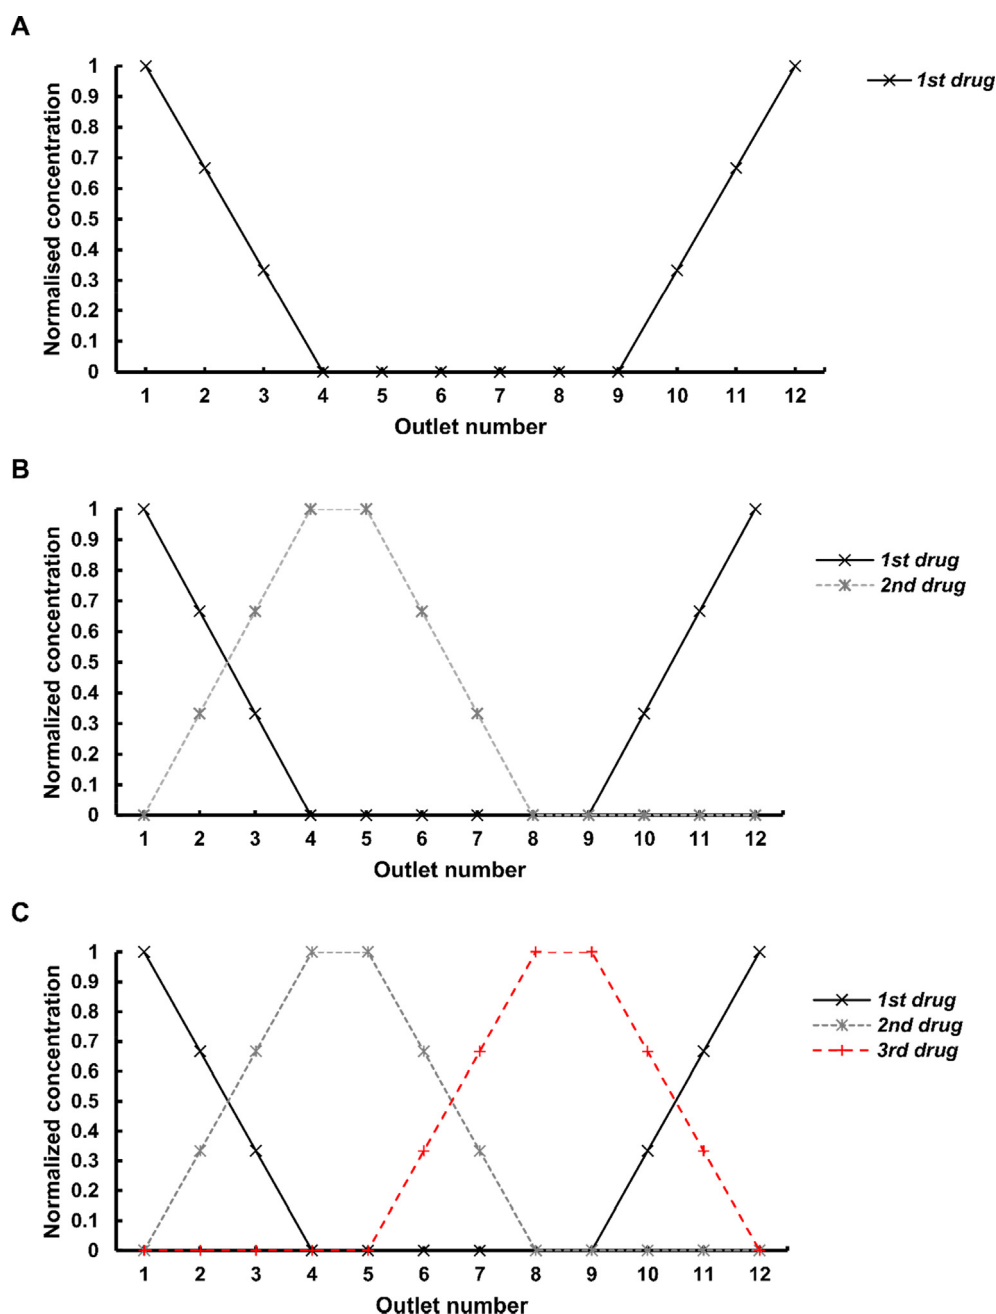 A
Normalised concentration
1
0.9
0.8
0.7
0.6
0.5
0.4
0.3
0.2
0.1
0
1 2 3 4 5 6 7 8 9 10 11 12
Outlet number
1st drug
B
Normalized concentration
1
0.9
0.8
0.7
0.6
0.5
0.4
0.3
0.2
0.1
0
1 2 3 4 5 6 7 8 9 10 11 12
Outlet number
1st drug
2nd drug
C
Normalized concentration
1
0.9
0.8
0.7
0.6
0.5
0.4
0.3
0.2
0.1
0
1 2 3 4 5 6 7 8 9 10 11 12
Outlet number
1st drug
2nd drug
3rd drug